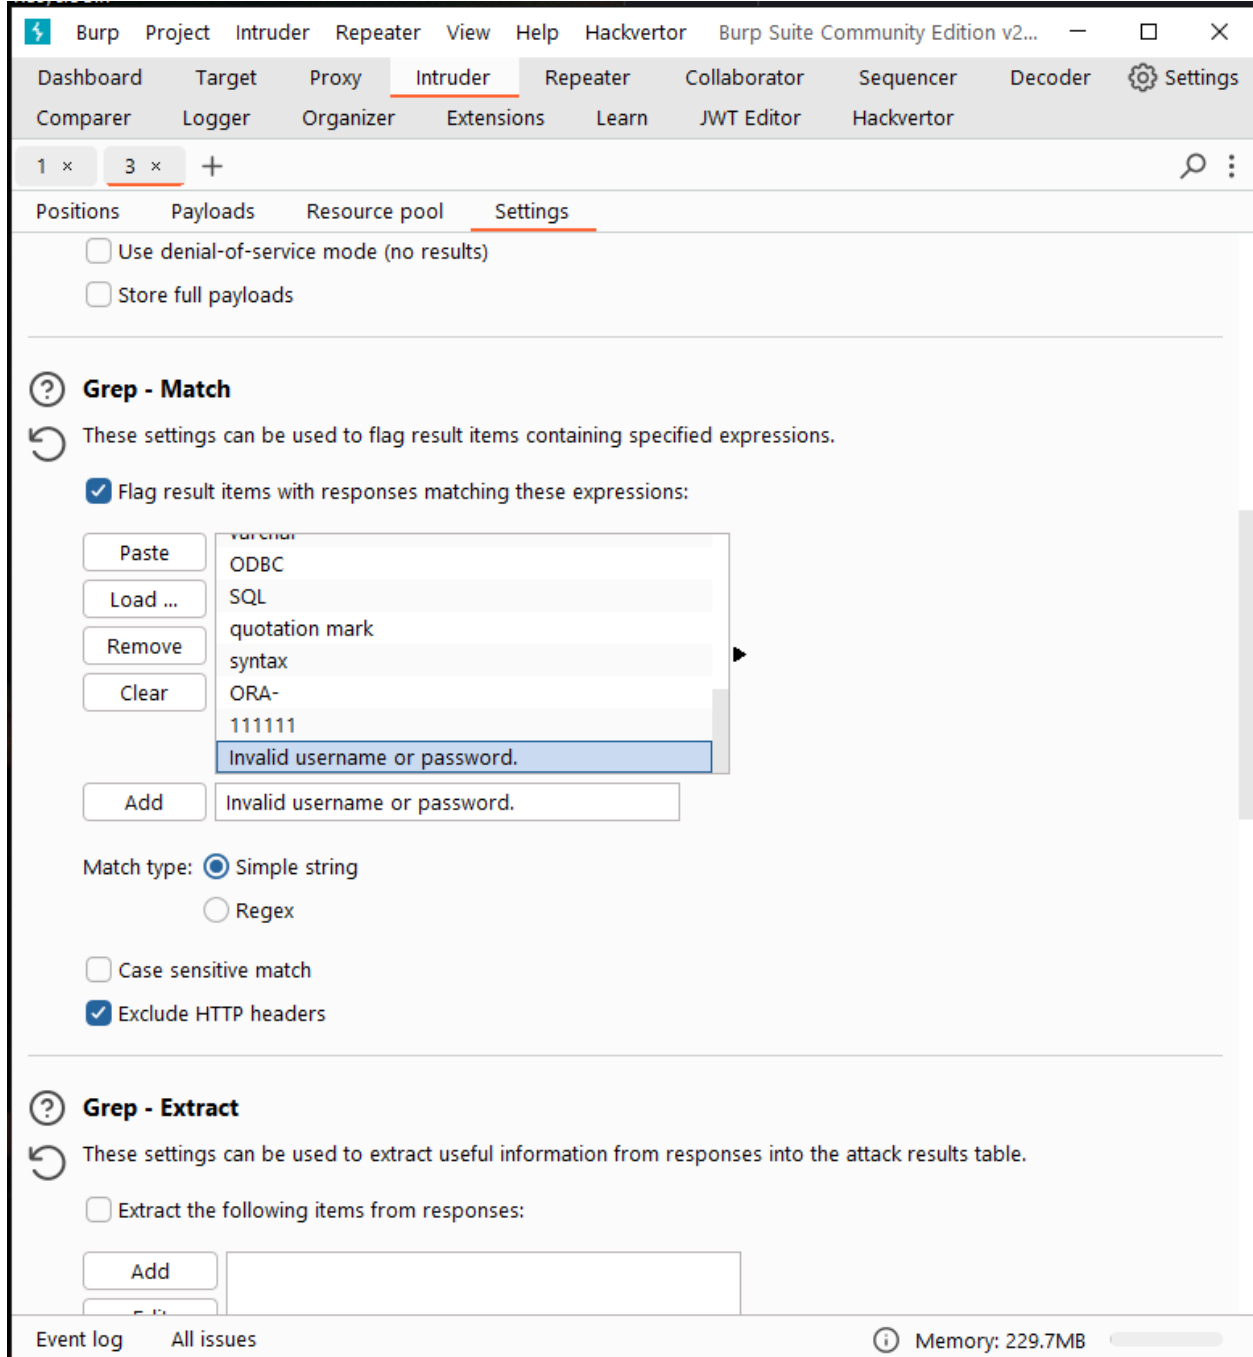 Burp Project Intruder Repeater View Help Hackvertor Burp Suite Community Edition v2...
Dashboard Target Proxy Intruder Repeater Collaborator Sequencer Decoder Settings
Comparer Logger Organizer Extensions Learn JWT Editor Hackvertor
1 × 3 × +
Positions Payloads Resource pool Settings
Use denial-of-service mode (no results)
Store full payloads
Grep - Match
These settings can be used to flag result items containing specified expressions.
Flag result items with responses matching these expressions:
Paste
Load ...
Remove
Clear
varchar
ODBC
SQL
quotation mark
syntax
ORA-
111111
Invalid username or password.
Add Invalid username or password.
Match type: Simple string
Regex
Case sensitive match
Exclude HTTP headers
Grep - Extract
These settings can be used to extract useful information from responses into the attack results table.
Extract the following items from responses:
Add
Edit
Event log All issues Memory: 229.7MB